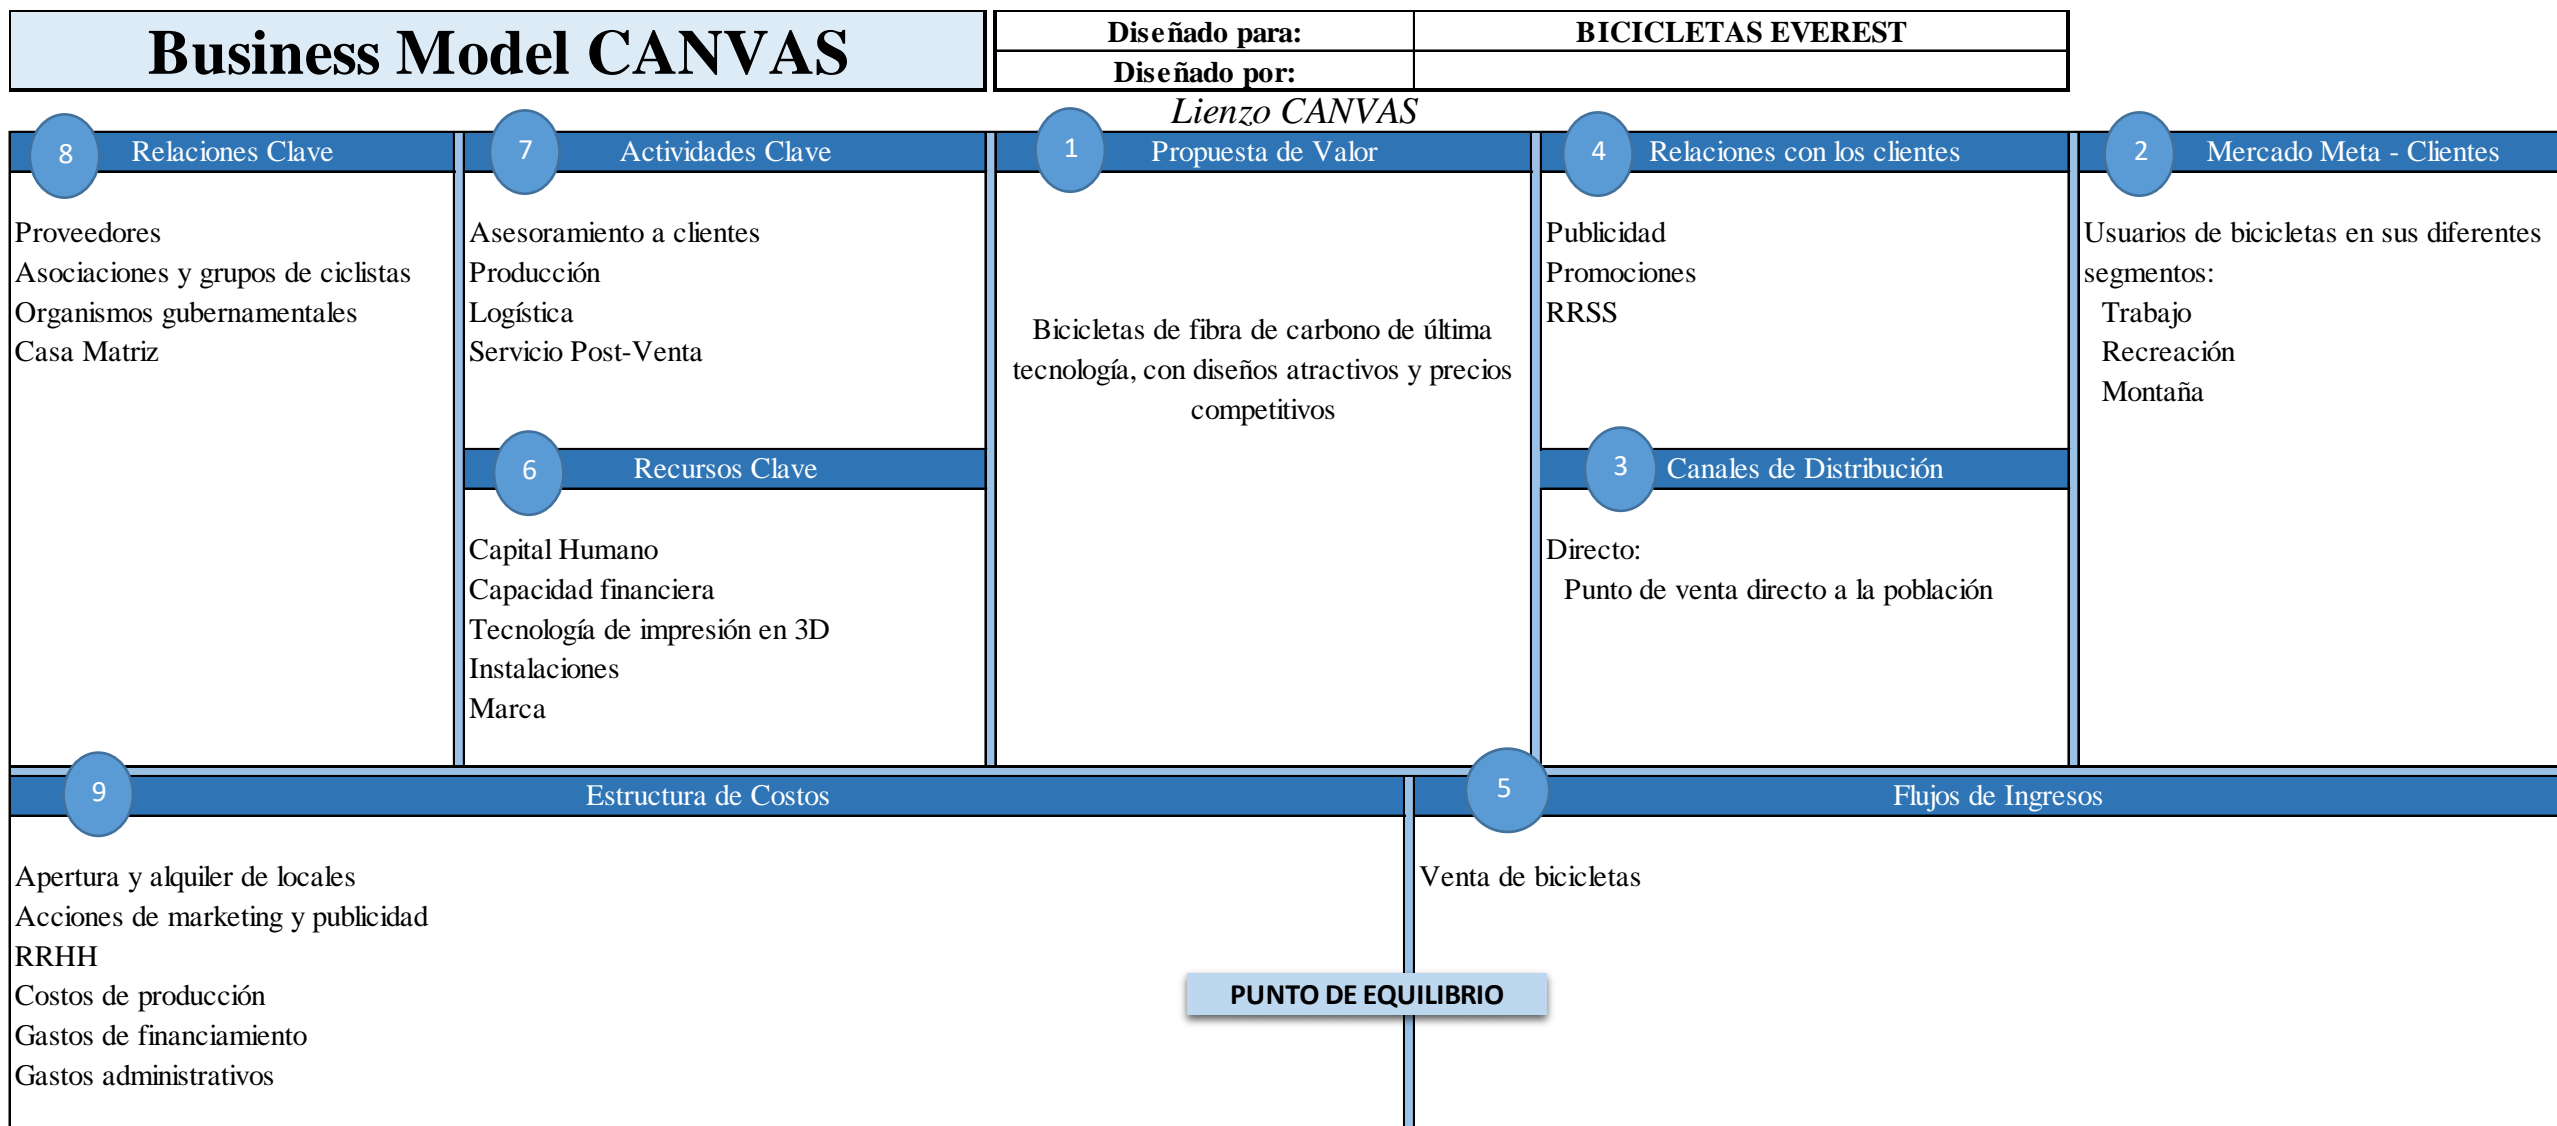 Business Model CANVAS
Diseñado para:
BICICLETAS EVEREST
Diseñado por:
Lienzo CANVAS
8
Relaciones Clave
Proveedores
Asociaciones y grupos de ciclistas
Organismos gubernamentales
Casa Matriz
7
Actividades Clave
Asesoramiento a clientes
Producción
Logística
Servicio Post-Venta
6
Recursos Clave
Capital Humano
Capacidad financiera
Tecnología de impresión en 3D
Instalaciones
Marca
1
Propuesta de Valor
Bicicletas de fibra de carbono de última
tecnología, con diseños atractivos y precios
competitivos
4
Relaciones con los clientes
Publicidad
Promociones
RRSS
3
Canales de Distribución
Directo:
Punto de venta directo a la población
2
Mercado Meta - Clientes
Usuarios de bicicletas en sus diferentes
segmentos:
Trabajo
Recreación
Montaña
9
Estructura de Costos
Apertura y alquiler de locales
Acciones de marketing y publicidad
RRHH
Costos de producción
Gastos de financiamiento
Gastos administrativos
5
Flujos de Ingresos
Venta de bicicletas
PUNTO DE EQUILIBRIO